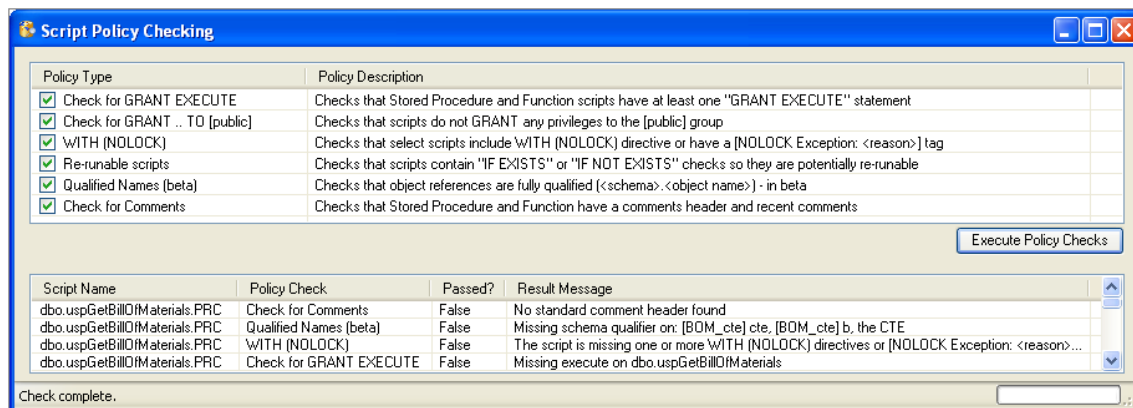 Script Policy Checking
Policy Type Policy Description
Check for GRANT EXECUTE Checks that Stored Procedure and Function scripts have at least one "GRANT EXECUTE" statement
Check for GRANT .. TO [public] Checks that scripts do not GRANT any privileges to the [public] group
WITH (NOLOCK) Checks that select scripts include WITH (NOLOCK) directive or have a [NOLOCK Exception: <reason>] tag
Re-runable scripts Checks that scripts contain "IF EXISTS" or "IF NOT EXISTS" checks so they are potentially re-runable
Qualified Names (beta) Checks that object references are fully qualified (<schema>.<object name>) - in beta
Check for Comments Checks that Stored Procedure and Function have a comments header and recent comments
Execute Policy Checks
Script Name Policy Check Passed? Result Message
dbo.uspGetBillOfMaterials.PRC Check for Comments False No standard comment header found
dbo.uspGetBillOfMaterials.PRC Qualified Names (beta) False Missing schema qualifier on: [BOM_cte] cte, [BOM_cte] b, the CTE
dbo.uspGetBillOfMaterials.PRC WITH (NOLOCK) False The script is missing one or more WITH (NOLOCK) directives or [NOLOCK Exception: <reason>...
dbo.uspGetBillOfMaterials.PRC Check for GRANT EXECUTE False Missing execute on dbo.uspGetBillOfMaterials
Check complete.